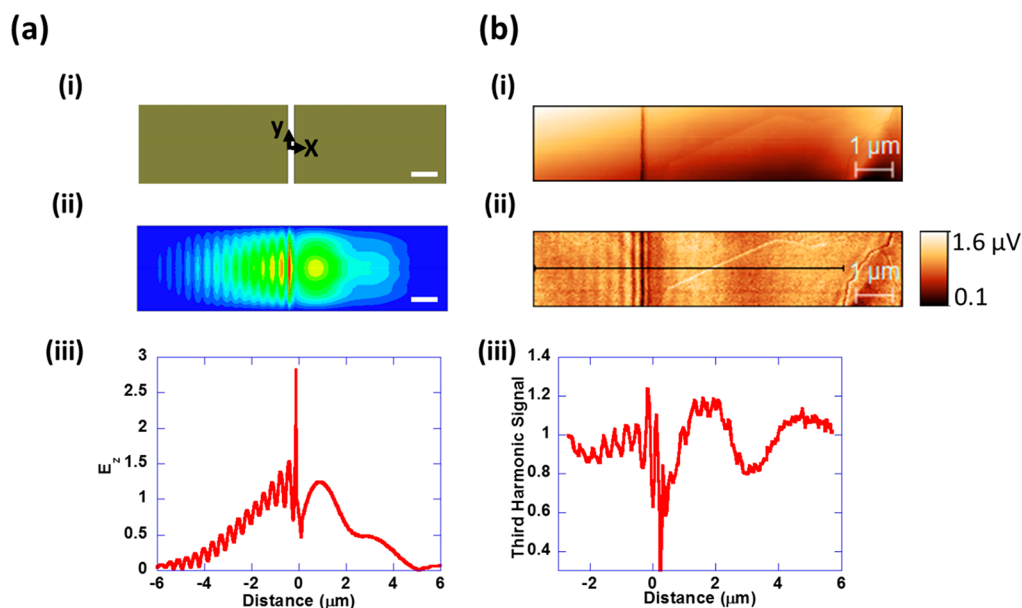 (a)
(i)
y
X
(ii)
(iii)
3
2.5
2
1.5
1
0.5
0
E_z
-6 -4 -2 0 2 4 6
Distance (μm)
(b)
(i)
1 μm
(ii)
1 μm
1.6 μV
0.1
(iii)
1.4
1.2
1
0.8
0.6
0.4
Third Harmonic Signal
-2 0 2 4 6
Distance (μm)